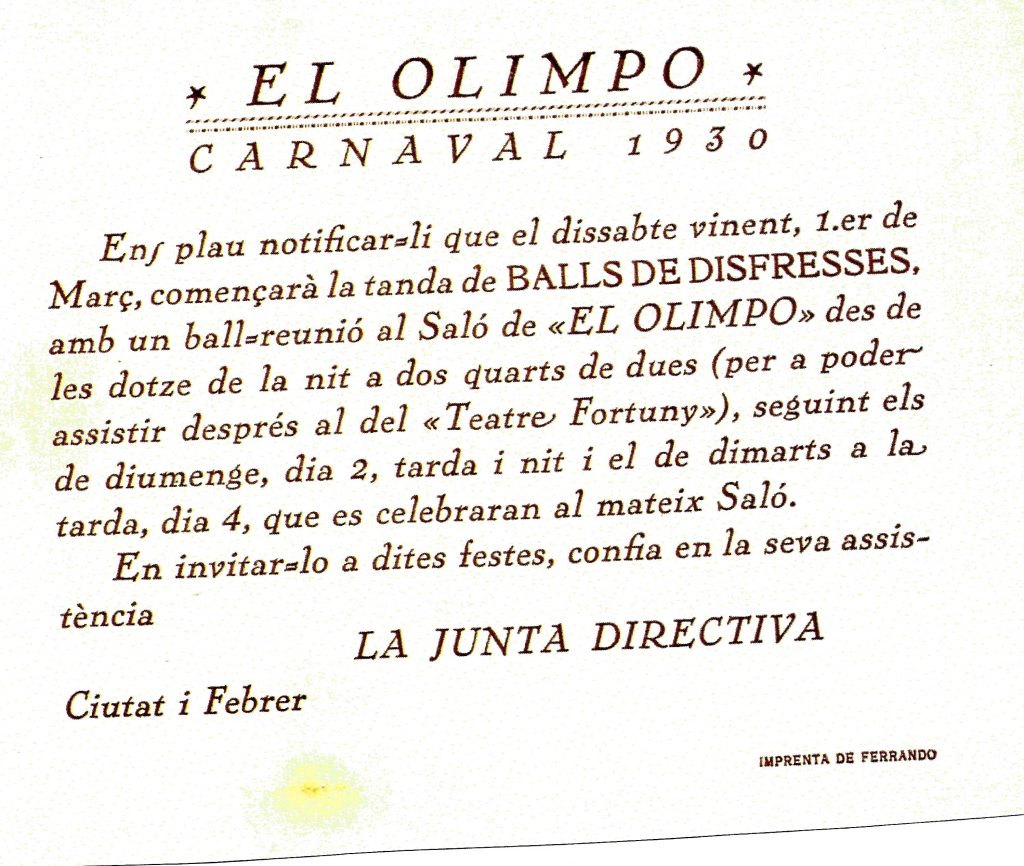 * EL OLIMPO *
CARNAVAL 1930
Ens plau notificar=li que el dissabte vinent, 1.er de
Març, començarà la tanda de BALLS DE DISFRESSES,
amb un ball=reunió al Saló de «EL OLIMPO» des de
les dotze de la nit a dos quarts de dues (per a poder
assistir després al del «Teatre Fortuny»), seguint els
de diumenge, dia 2, tarda i nit i el de dimarts a la
tarda, dia 4, que es celebraran al mateix Saló.
En invitar=lo a dites festes, confia en la seva assis-
tència
LA JUNTA DIRECTIVA
Ciutat i Febrer
IMPRENTA DE FERRANDO